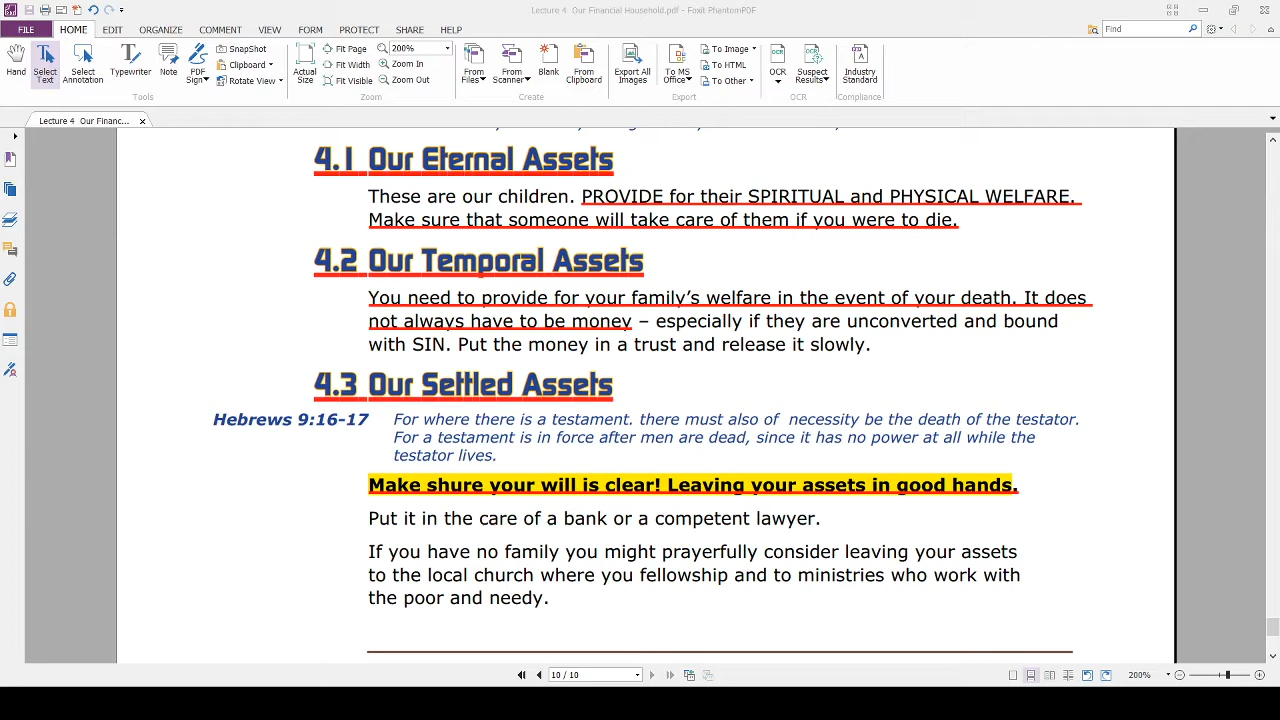 Lecture 4  Our Financial Household.pdf - Foxit PhantomPDF
FILE HOME EDIT ORGANIZE COMMENT VIEW FORM PROTECT SHARE HELP
Find
Hand
Select Text
Select Annotation
Typewriter
Note
PDF Sign
SnapShot
Clipboard
Rotate View
Tools
Actual Size
Fit Page
Fit Width
Fit Visible
200%
Zoom In
Zoom Out
Zoom
From Files
From Scanner
Blank
From Clipboard
Create
Export All Images
To MS Office
To Image
To HTML
To Other
Export
OCR
Suspect Results
OCR
Industry Standard
Compliance
Lecture 4  Our Financ...
4.1 Our Eternal Assets
These are our children. PROVIDE for their SPIRITUAL and PHYSICAL WELFARE.
Make sure that someone will take care of them if you were to die.
4.2 Our Temporal Assets
You need to provide for your family's welfare in the event of your death. It does
not always have to be money – especially if they are unconverted and bound
with SIN. Put the money in a trust and release it slowly.
4.3 Our Settled Assets
Hebrews 9:16-17 For where there is a testament. there must also of  necessity be the death of the testator.
For a testament is in force after men are dead, since it has no power at all while the
testator lives.
Make shure your will is clear! Leaving your assets in good hands.
Put it in the care of a bank or a competent lawyer.
If you have no family you might prayerfully consider leaving your assets
to the local church where you fellowship and to ministries who work with
the poor and needy.
10 / 10
200%